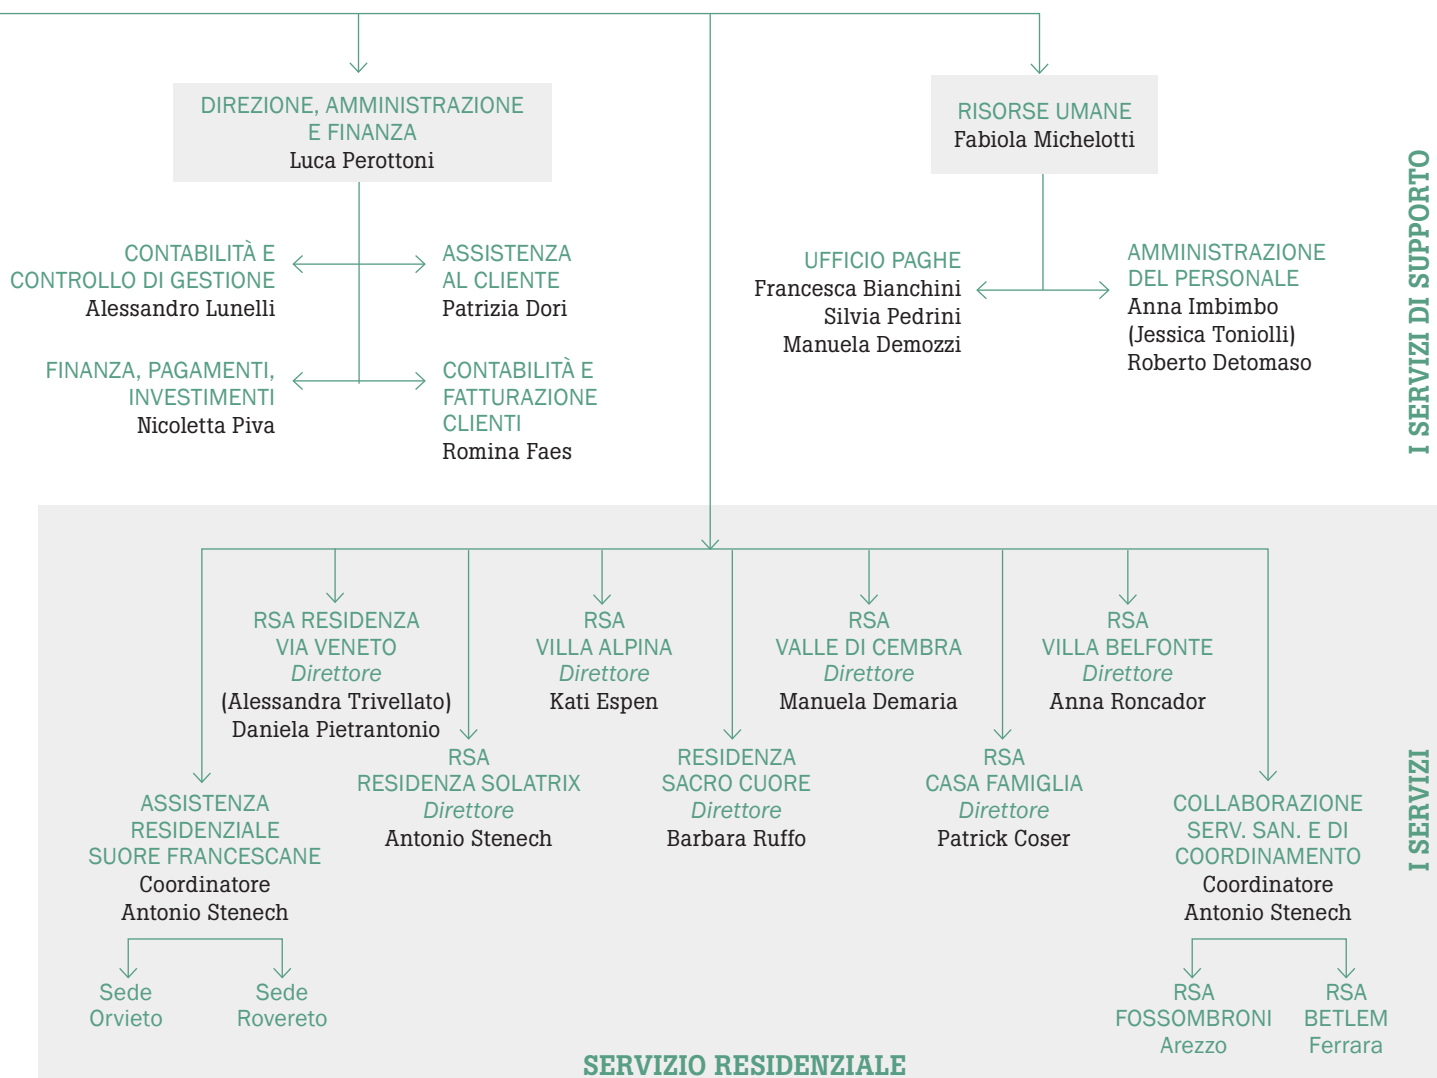 DIREZIONE, AMMINISTRAZIONE
E FINANZA
Luca Perottoni
RISORSE UMANE
Fabiola Michelotti
CONTABILITÀ E
CONTROLLO DI GESTIONE
Alessandro Lunelli
ASSISTENZA
AL CLIENTE
Patrizia Dori
FINANZA, PAGAMENTI,
INVESTIMENTI
Nicoletta Piva
CONTABILITÀ E
FATTURAZIONE
CLIENTI
Romina Faes
UFFICIO PAGHE
Francesca Bianchini
Silvia Pedrini
Manuela Demozzi
AMMINISTRAZIONE
DEL PERSONALE
Anna Imbimbo
(Jessica Toniolli)
Roberto Detomaso
I SERVIZI DI SUPPORTO
RSA RESIDENZA
VIA VENETO
Direttore
(Alessandra Trivellato)
Daniela Pietrantonio
RSA
VILLA ALPINA
Direttore
Kati Espen
RSA
VALLE DI CEMBRA
Direttore
Manuela Demaria
RSA
VILLA BELFONTE
Direttore
Anna Roncador
ASSISTENZA
RESIDENZIALE
SUORE FRANCESCANE
Coordinatore
Antonio Stenech
RSA
RESIDENZA SOLATRIX
Direttore
Antonio Stenech
RESIDENZA
SACRO CUORE
Direttore
Barbara Ruffo
RSA
CASA FAMIGLIA
Direttore
Patrick Coser
COLLABORAZIONE
SERV. SAN. E DI
COORDINAMENTO
Coordinatore
Antonio Stenech
I SERVIZI
Sede
Orvieto
Sede
Rovereto
RSA
FOSSOMBRONI
Arezzo
RSA
BETLEM
Ferrara
SERVIZIO RESIDENZIALE